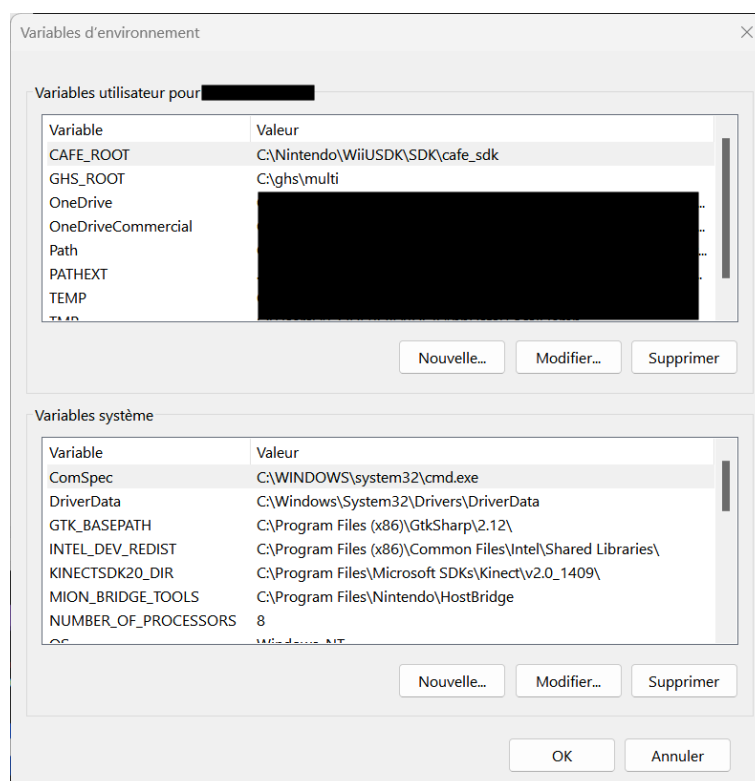 Variables d'environnement
Variables utilisateur pour
Variable Valeur
CAFE_ROOT C:\Nintendo\WiiUSDK\SDK\cafe_sdk
GHS_ROOT C:\ghs\multi
OneDrive
OneDriveCommercial
Path
PATHEXT
TEMP
TMP
Nouvelle... Modifier... Supprimer
Variables système
Variable Valeur
ComSpec C:\WINDOWS\system32\cmd.exe
DriverData C:\Windows\System32\Drivers\DriverData
GTK_BASEPATH C:\Program Files (x86)\GtkSharp\2.12\
INTEL_DEV_REDIST C:\Program Files (x86)\Common Files\Intel\Shared Libraries\
KINECTSDK20_DIR C:\Program Files\Microsoft SDKs\Kinect\v2.0_1409\
MION_BRIDGE_TOOLS C:\Program Files\Nintendo\HostBridge
NUMBER_OF_PROCESSORS 8
OS Windows_NT
Nouvelle... Modifier... Supprimer
OK Annuler